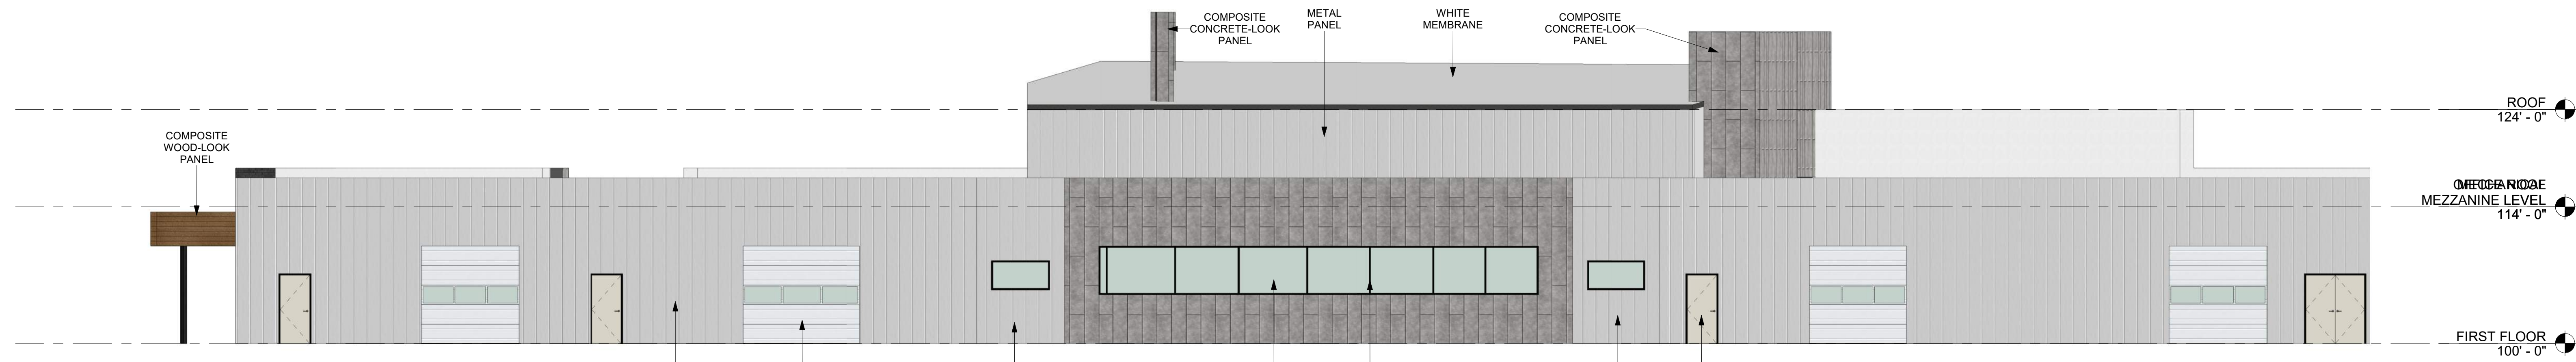 COMPOSITE
CONCRETE-LOOK
PANEL
METAL
PANEL
WHITE
MEMBRANE
COMPOSITE
CONCRETE-LOOK
PANEL
ROOF
124' - 0"
COMPOSITE
WOOD-LOOK
PANEL
MEZZANINE LEVEL
114' - 0"
FIRST FLOOR
100' - 0"